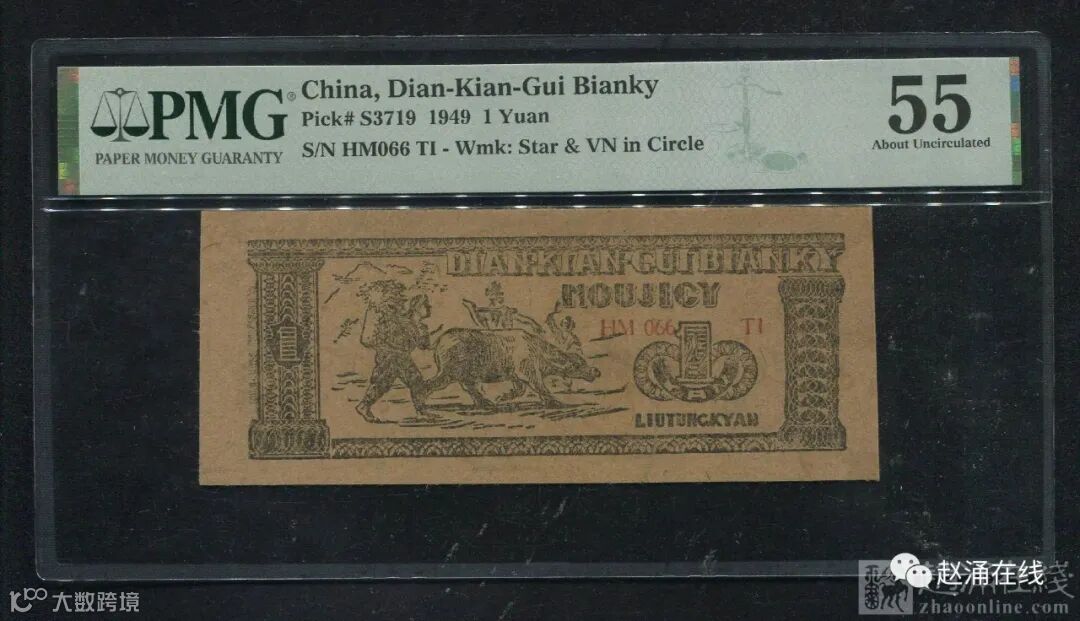 PMG®
PAPER MONEY GUARANTY
China, Dian-Kian-Gui Bianky
Pick# S3719 1949 1 Yuan
S/N HM066 TI - Wmk: Star & VN in Circle
55
About Uncirculated
DIAN·KIAN·GUI BIANKY
MOUJICY
HM 066 TI
1
LIUTUNGKYAN
赵涌在线
zhaoonline.com
大数跨境